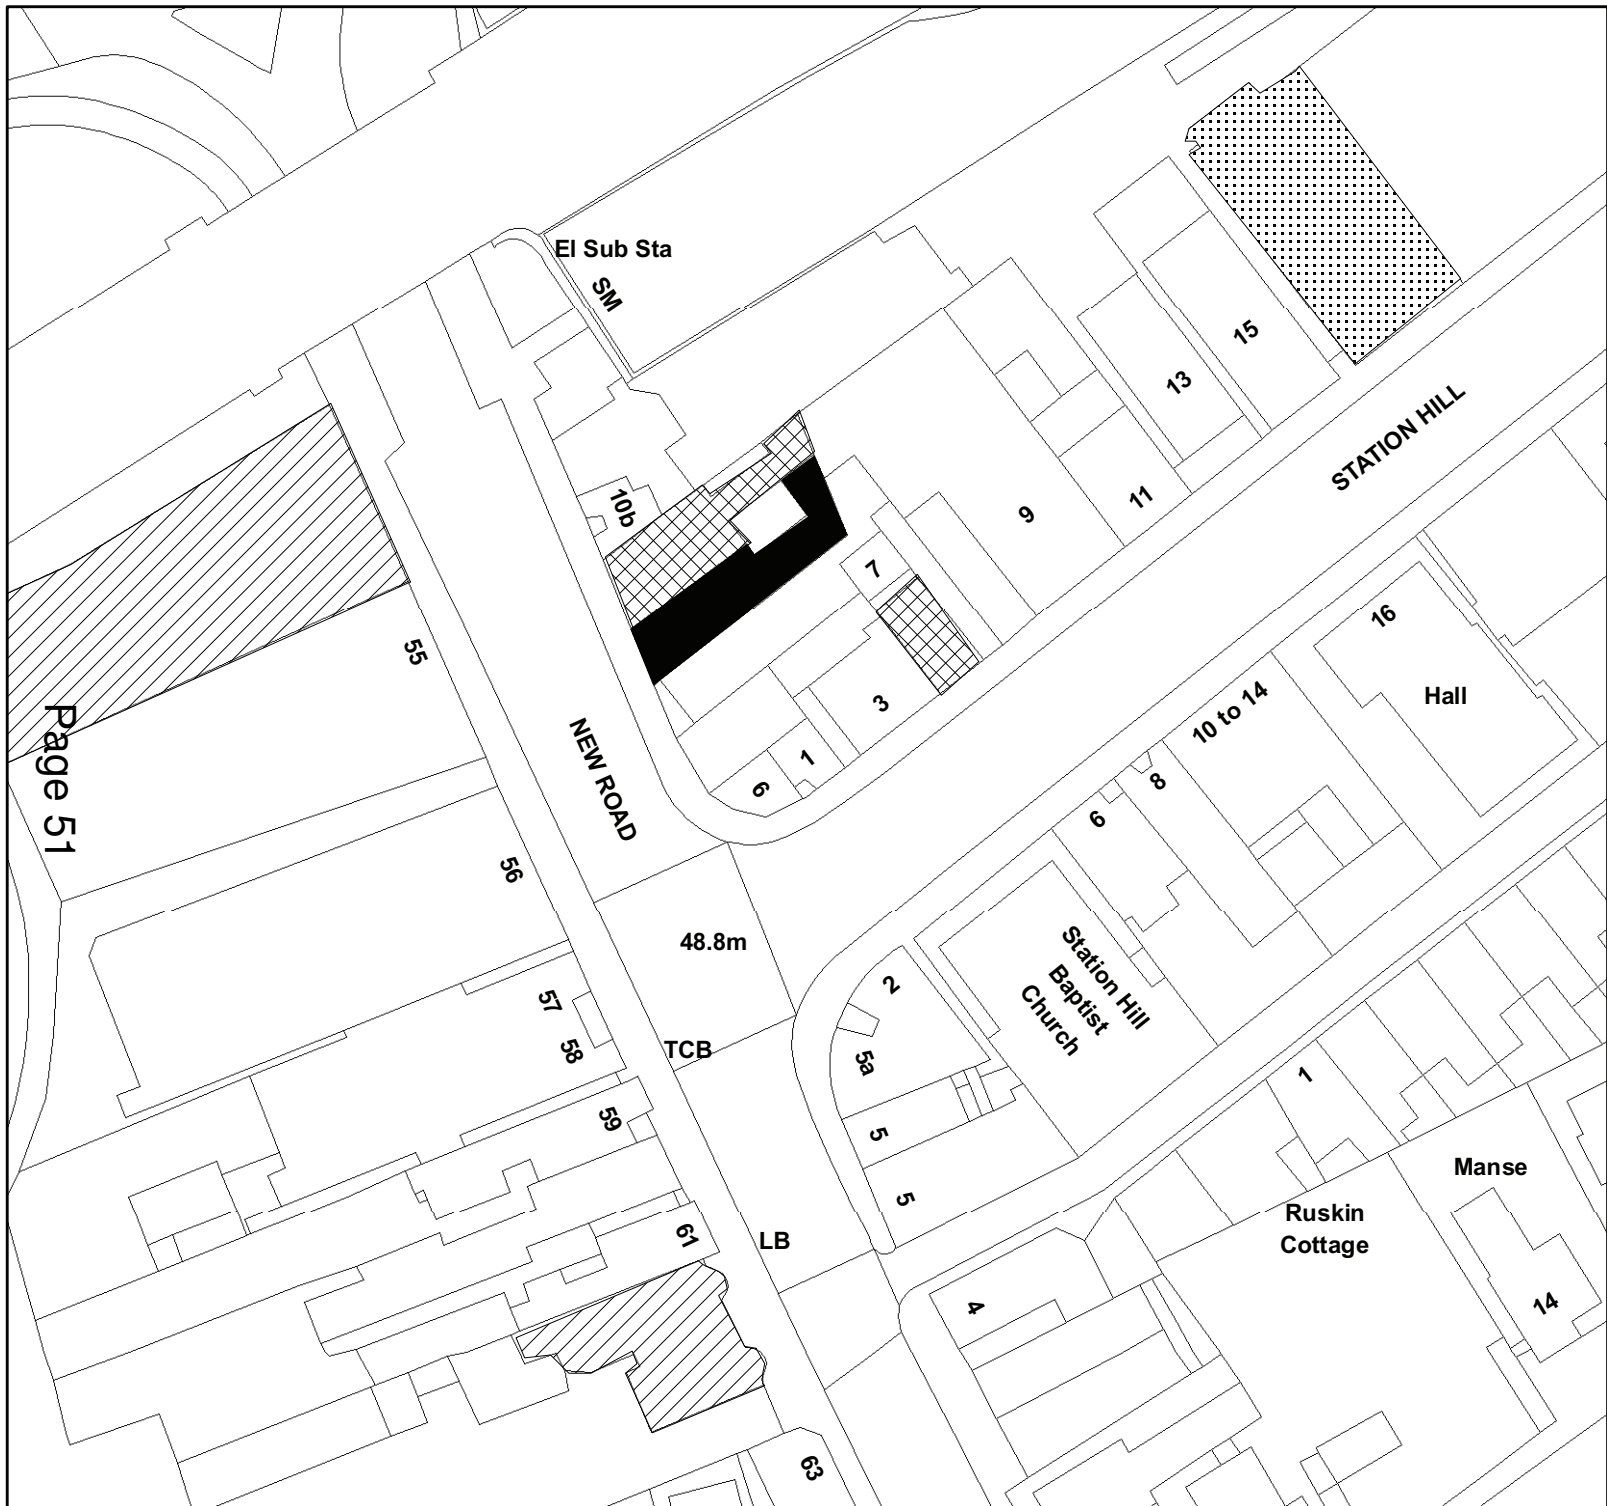 El Sub Sta
SM
15
13
STATION HILL
11
9
10b
7
16
55
3
10 to 14
Hall
Page 51
NEW ROAD
1
6
8
6
56
48.8m
Station Hill
Baptist
Church
2
57
58
TCB
5a
1
59
5
Manse
5
Ruskin
Cottage
61
LB
4
14
63